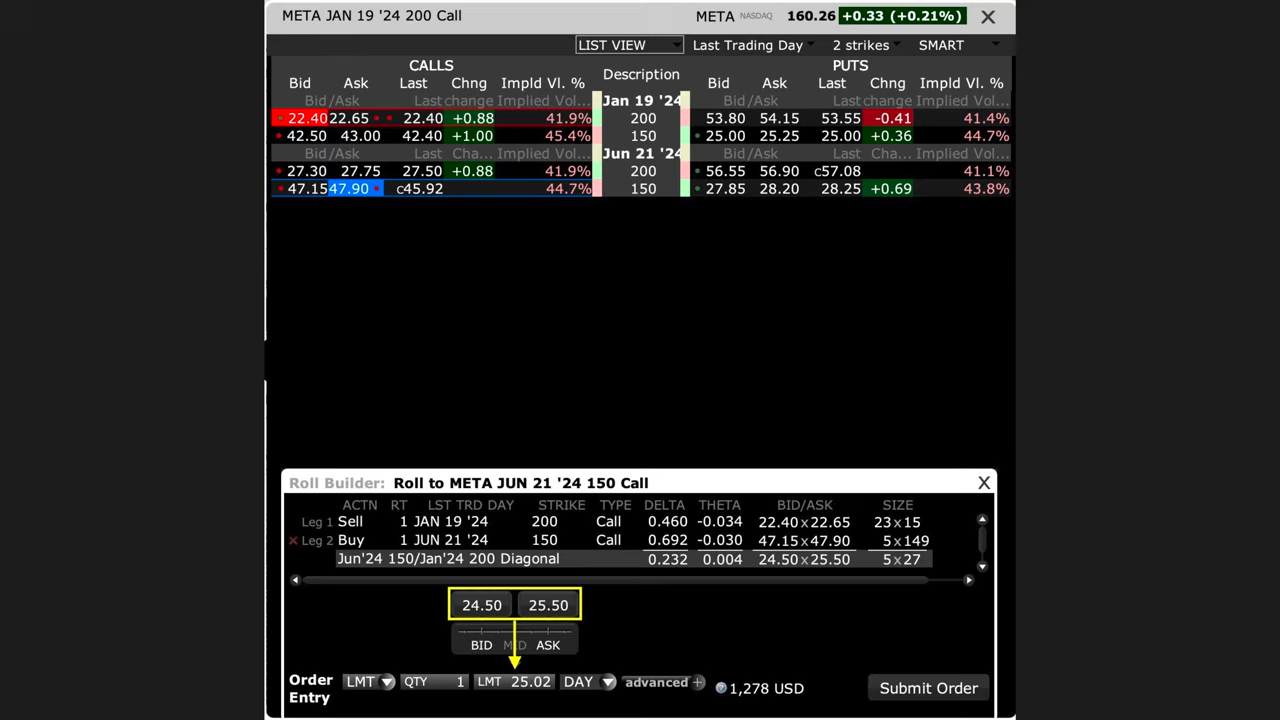 META JAN 19 '24 200 Call META NASDAQ 160.26 +0.33 (+0.21%)
LIST VIEW Last Trading Day 2 strikes SMART
CALLS PUTS
Bid Ask Last Chng Impld Vl. % Description Bid Ask Last Chng Impld Vl. %
Bid/Ask Last change Implied Vol... Jan 19 '24 Bid/Ask Last change Implied Vol...
22.40 22.65 22.40 +0.88 41.9% 200 53.80 54.15 53.55 -0.41 41.4%
42.50 43.00 42.40 +1.00 45.4% 150 25.00 25.25 25.00 +0.36 44.7%
Bid/Ask Last Cha... Implied Vol... Jun 21 '24 Bid/Ask Last Cha... Implied Vol...
27.30 27.75 27.50 +0.88 41.9% 200 56.55 56.90 c57.08 41.1%
47.15 47.90 c45.92 44.7% 150 27.85 28.20 28.25 +0.69 43.8%
Roll Builder: Roll to META JUN 21 '24 150 Call X
ACTN RT LST TRD DAY STRIKE TYPE DELTA THETA BID/ASK SIZE
Leg 1 Sell 1 JAN 19 '24 200 Call 0.460 -0.034 22.40x22.65 23x15
x Leg 2 Buy 1 JUN 21 '24 150 Call 0.692 -0.030 47.15x47.90 5x149
Jun'24 150/Jan'24 200 Diagonal 0.232 0.004 24.50x25.50 5x27
24.50 25.50
BID MID ASK
Order Entry LMT QTY 1 LMT 25.02 DAY advanced + ? 1,278 USD Submit Order